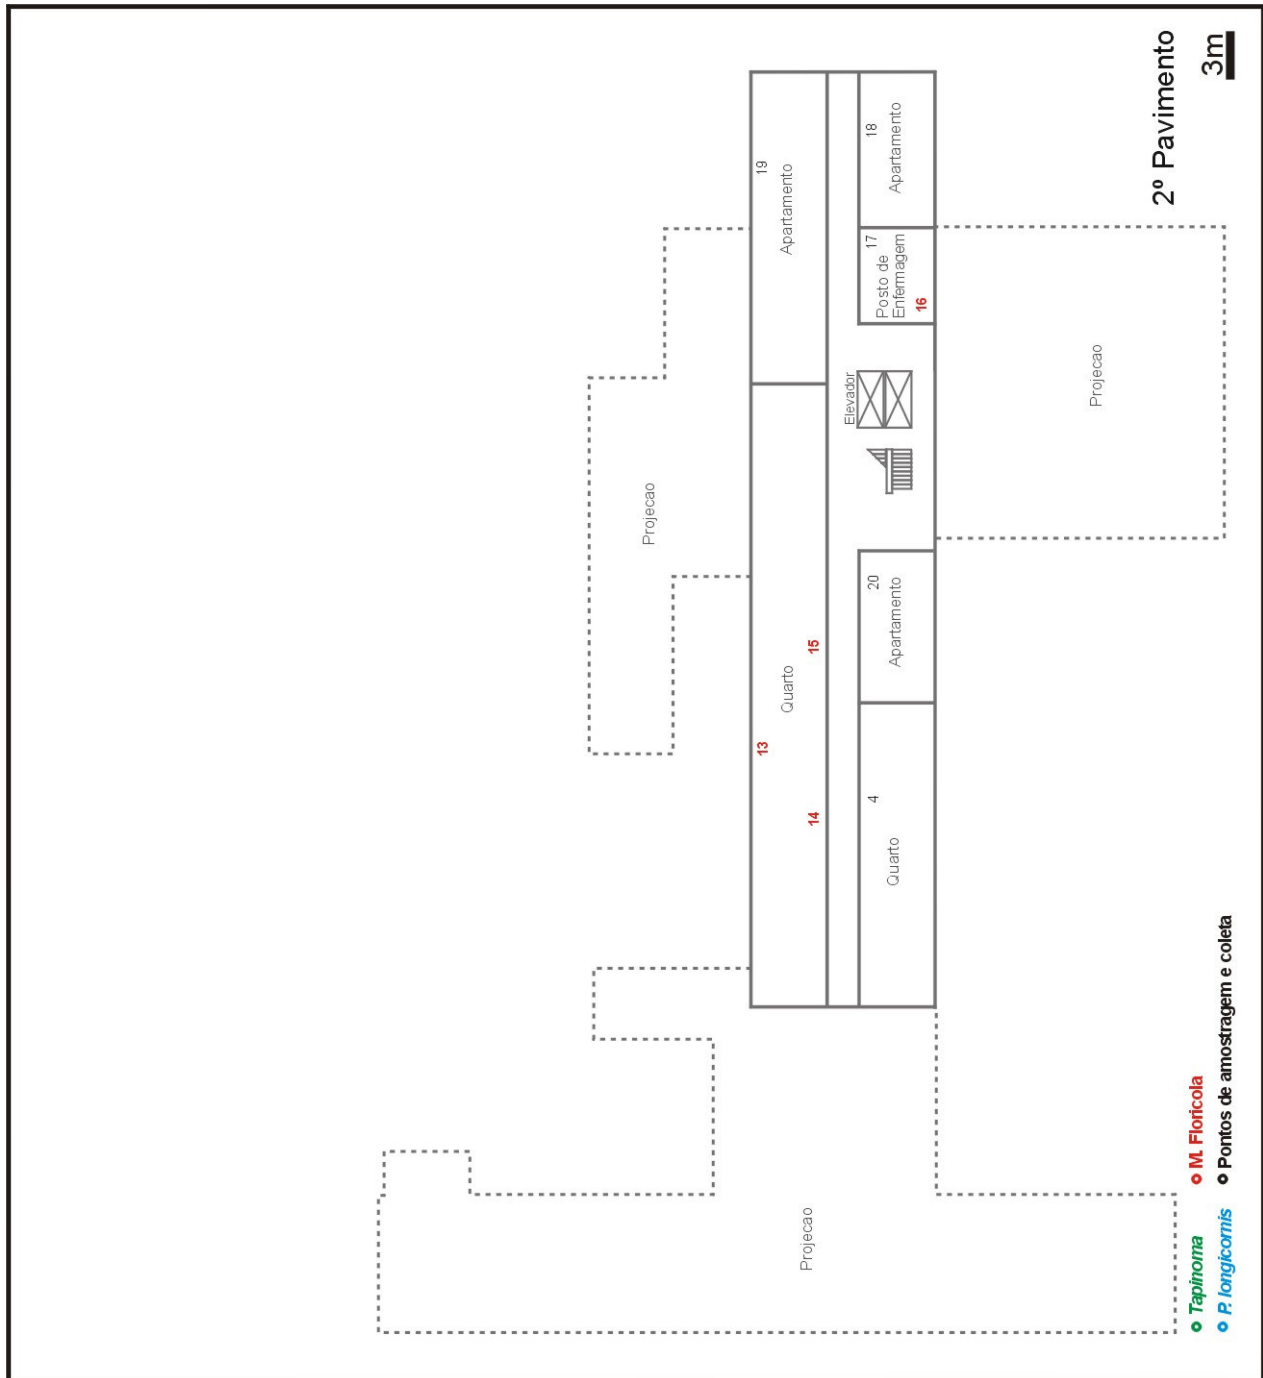 2º Pavimento
3m
19
Apartamento
18
Apartamento
17
Posto de
Enfermagem
16
Elevador
Projecao
Projecao
15
Quarto
13
14
20
Apartamento
4
Quarto
Projecao
Tapinoma
M. Floricola
P. longicornis
Pontos de amostragem e coleta